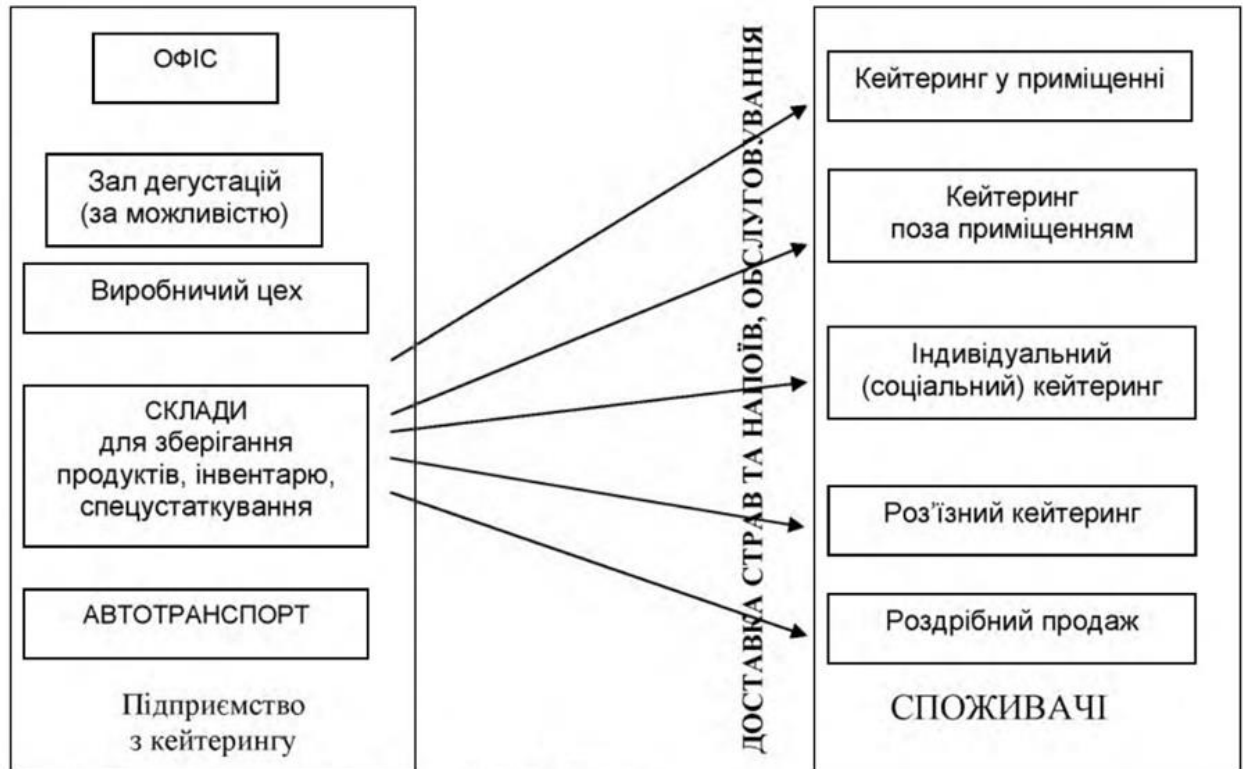 ОФІС
Зал дегустацій
(за можливістю)
Виробничий цех
СКЛАДИ
для зберігання
продуктів, інвентарю,
спецустаткування
АВТОТРАНСПОРТ
Підприємство
з кейтерингу
ДОСТАВКА СТРАВ ТА НАПОЇВ, ОБСЛУГОВУВАННЯ
Кейтеринг у приміщенні
Кейтеринг
поза приміщенням
Індивідуальний
(соціальний) кейтеринг
Роз’їзний кейтеринг
Роздрібний продаж
СПОЖИВАЧІ